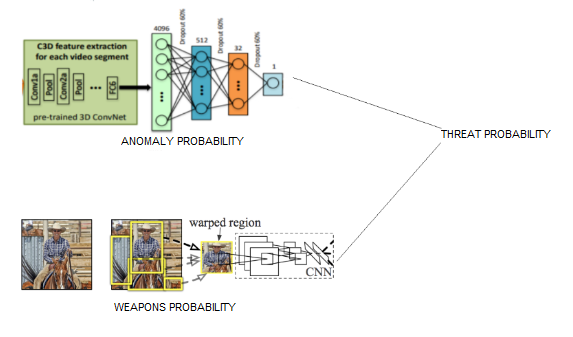 C3D feature extraction
for each video segment
Conv1a
Pool
Conv2a
Pool
...
FC6
pre-trained 3D ConvNet
4096
Dropout 60%
512
Dropout 60%
32
Dropout 60%
1
ANOMALY PROBABILITY
THREAT PROBABILITY
warped region
CNN
WEAPONS PROBABILITY